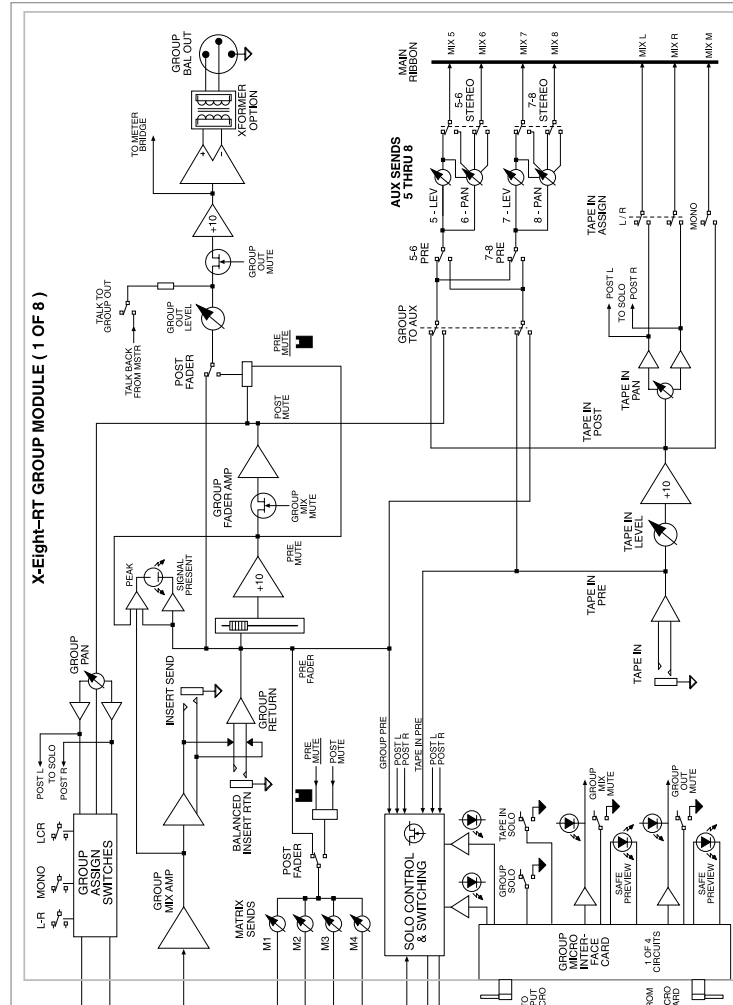 X-Eight–RT GROUP MODULE ( 1 OF 8 )
GROUP
BAL OUT
XFORMER
OPTION
TO METER
BRIDGE
+
−
+10
GROUP
OUT
MUTE
TALK TO
GROUP OUT
GROUP
OUT
LEVEL
TALK BACK
FROM MSTR
POST
FADER
PRE
MUTE
POST
MUTE
GROUP
FADER AMP
GROUP
MIX
MUTE
PRE
MUTE
+10
PEAK
SIGNAL
PRESENT
PRE
FADER
GROUP
PAN
INSERT SEND
GROUP
RETURN
BALANCED
INSERT RTN
POST L
TO SOLO
POST R
LCR
MONO
L-R
GROUP
ASSIGN
SWITCHES
GROUP
MIX AMP
PRE
MUTE
POST
MUTE
POST
FADER
MATRIX
SENDS
M1
M2
M3
M4
MAIN
RIBBON
MIX 5
MIX 6
MIX 7
MIX 8
MIX L
MIX R
MIX M
5-6
STEREO
7-8
STEREO
AUX SENDS
5 THRU 8
5 - LEV
6 - PAN
7 - LEV
8 - PAN
5-6
PRE
7-8
PRE
GROUP
TO AUX
TAPE IN
ASSIGN
L / R
MONO
POST L
TO SOLO
POST R
TAPE IN
PAN
TAPE IN
POST
+10
TAPE IN
LEVEL
TAPE IN
PRE
TAPE IN
GROUP PRE
POST L
POST R
TAPE IN PRE
POST L
POST R
SOLO CONTROL
& SWITCHING
TAPE IN
SOLO
GROUP
SOLO
GROUP
MIX
MUTE
SAFE
PREVIEW
GROUP
OUT
MUTE
SAFE
PREVIEW
GROUP
MICRO
INTER-
FACE
CARD
1 OF 4
CIRCUITS
TO
FROM